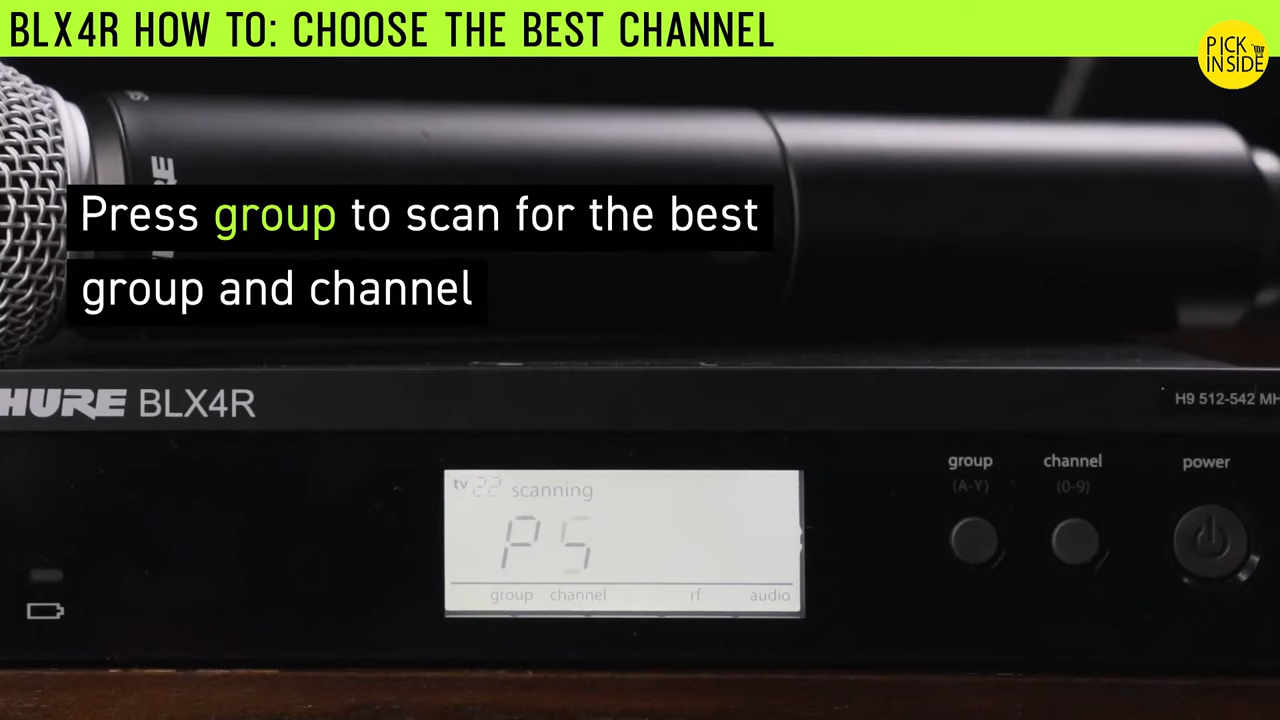 BLX4R HOW TO: CHOOSE THE BEST CHANNEL
PICK
INSIDE
Press group to scan for the best
group and channel
HURE BLX4R
H9 512-542 MH
group
channel
power
(A-Y)
(0-9)
tv 22 scanning
P 5
group channel rf audio